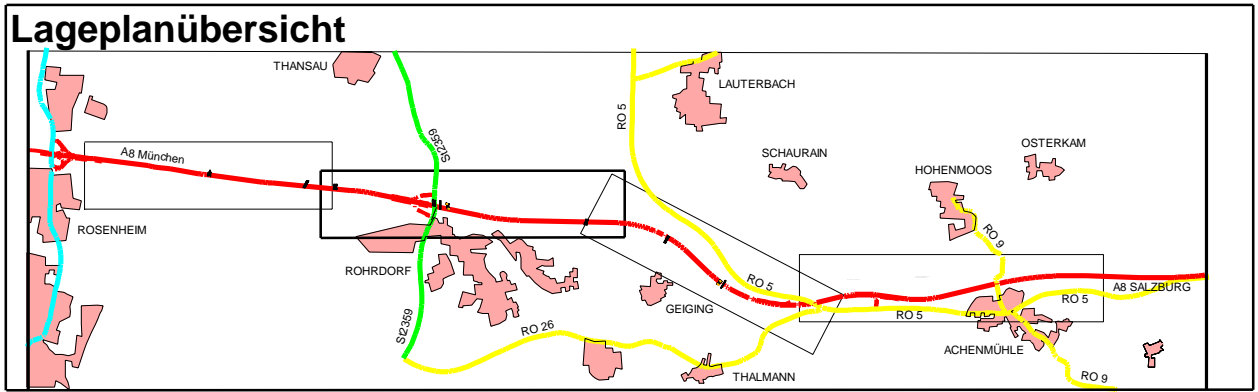 Lageplanübersicht
THANSAU
LAUTERBACH
RO 5
St2359
A8 München
SCHAURAIN
OSTERKAM
HOHENMOOS
ROSENHEIM
RO 9
ROHRDORF
RO 5
A8 SALZBURG
GEIGING
RO 5
RO 5
St2359
RO 26
ACHENMÜHLE
THALMANN
RO 9